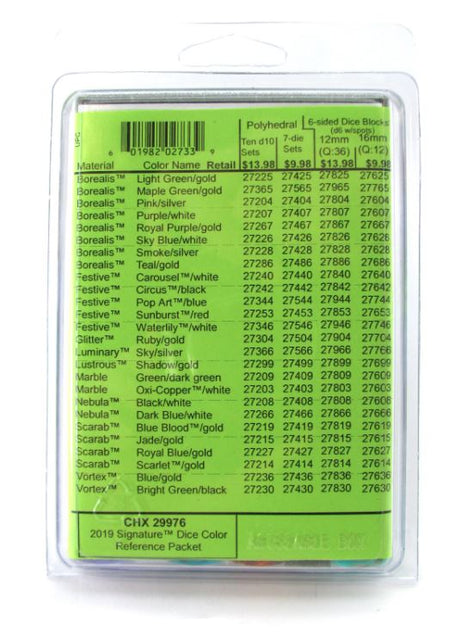 UPC
6 01982 02733 9
Polyhedral 6-sided Dice Blocks
(d6 w/spots)
Ten d10 Sets 7-die Sets 12mm (Q:36) 16mm (Q:12)
Material Color Name Retail $13.98 $9.98 $13.98 $9.98
Borealis™ Light Green/gold 27225 27425 27825 27625
Borealis™ Maple Green/gold 27365 27565 27965 27765
Borealis™ Pink/silver 27204 27404 27804 27604
Borealis™ Purple/white 27207 27407 27807 27607
Borealis™ Royal Purple/gold 27267 27467 27867 27667
Borealis™ Sky Blue/white 27226 27426 27826 27626
Borealis™ Smoke/silver 27228 27428 27828 27628
Borealis™ Teal/gold 27286 27486 27886 27686
Festive™ Carousel™/white 27240 27440 27840 27640
Festive™ Circus™/black 27242 27442 27842 27642
Festive™ Pop Art™/blue 27344 27544 27944 27744
Festive™ Sunburst™/red 27253 27453 27853 27653
Festive™ Waterlily™/white 27346 27546 27946 27746
Glitter™ Ruby/gold 27304 27504 27904 27704
Luminary™ Sky/silver 27366 27566 27966 27766
Lustrous™ Shadow/gold 27299 27499 27899 27699
Marble Green/dark green 27209 27409 27809 27609
Marble Oxi-Copper™/white 27203 27403 27803 27603
Nebula™ Black/white 27208 27408 27808 27608
Nebula™ Dark Blue/white 27266 27466 27866 27666
Scarab™ Blue Blood™/gold 27219 27419 27819 27619
Scarab™ Jade/gold 27215 27415 27815 27615
Scarab™ Royal Blue/gold 27227 27427 27827 27627
Scarab™ Scarlet™/gold 27214 27414 27814 27614
Vortex™ Blue/gold 27236 27436 27836 27636
Vortex™ Bright Green/black 27230 27430 27830 27630
CHX 29976
2019 Signature™ Dice Color
Reference Packet